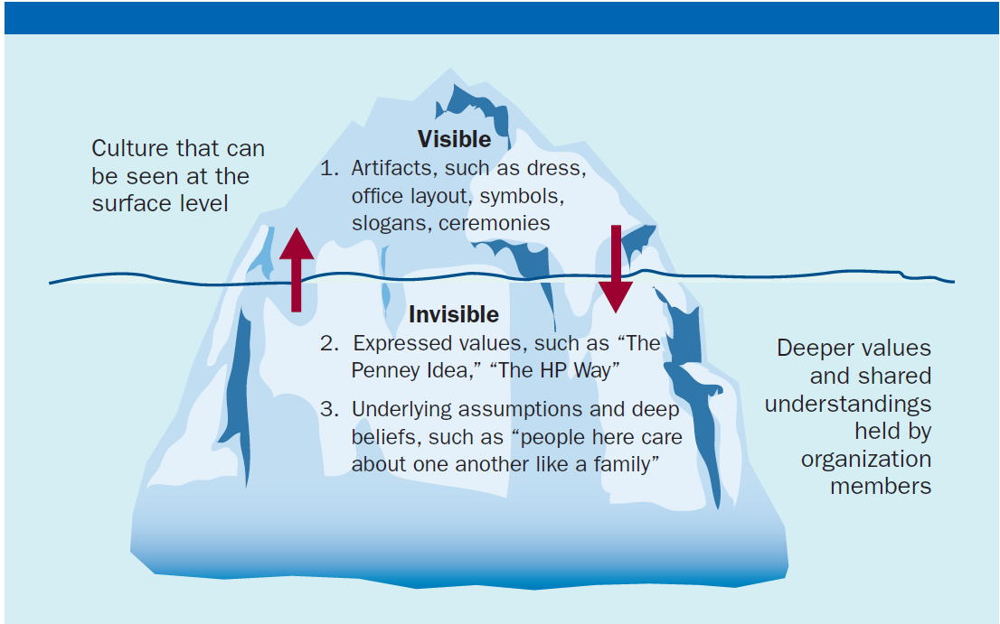 Culture that can
be seen at the
surface level
Visible
1. Artifacts, such as dress,
office layout, symbols,
slogans, ceremonies
Invisible
2. Expressed values, such as “The
Penney Idea,” “The HP Way”
3. Underlying assumptions and deep
beliefs, such as “people here care
about one another like a family”
Deeper values
and shared
understandings
held by
organization
members